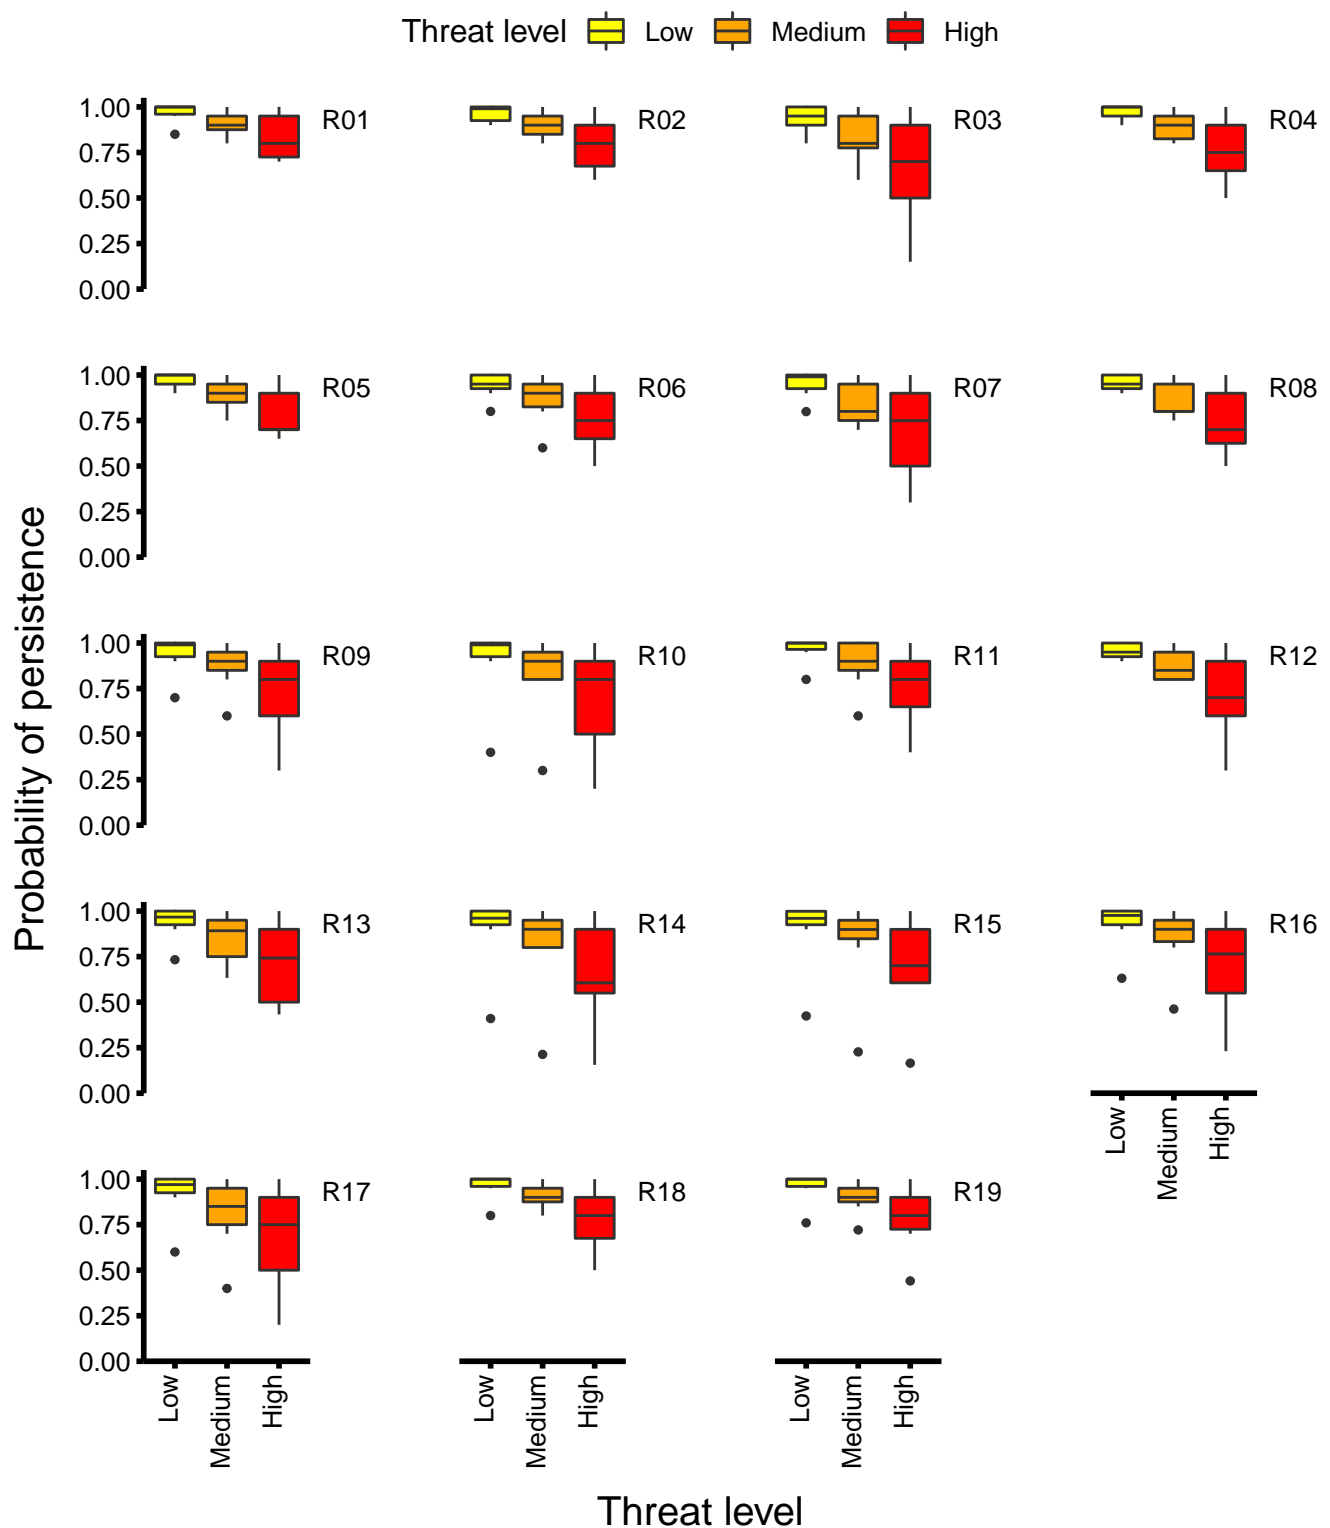 Threat level Low Medium High
1.00 R01 R02 R03 R04
0.75
0.50
0.25
0.00
1.00 R05 R06 R07 R08
0.75
0.50
0.25
0.00
Probability of persistence
1.00 R09 R10 R11 R12
0.75
0.50
0.25
0.00
1.00 R13 R14 R15 R16
0.75
0.50
0.25
0.00
Low Medium High
1.00 R17 R18 R19
0.75
0.50
0.25
0.00
Low Medium High Low Medium High Low Medium High
Threat level